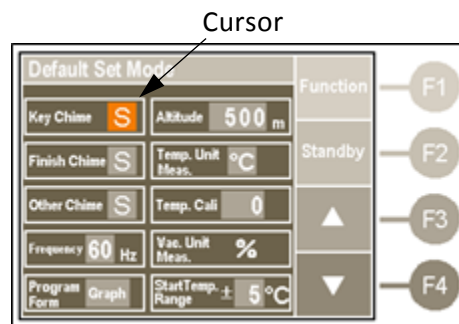 Cursor
Default Set Mode
Function
F1
Key Chime S
Altitude 500 m
Finish Chime S
Temp. Unit Meas. °C
Standby
F2
Other Chime S
Temp. Cali 0
F3
Frequency 60 Hz
Vac. Unit Meas. %
Program Form Graph
StartTemp. Range ± 5 °C
F4